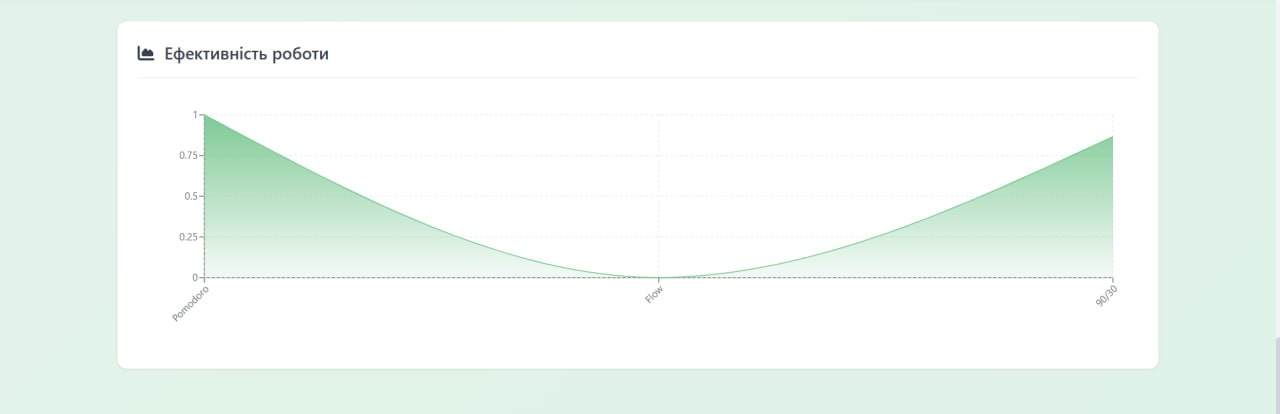 Ефективність роботи
1
0.75
0.5
0.25
0
Pomodoro
Flow
90/30